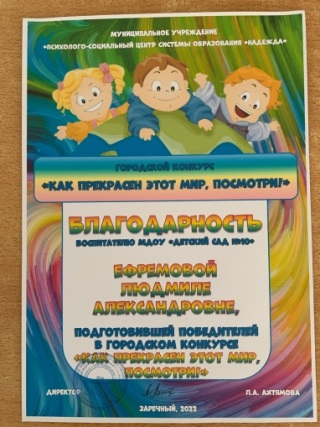 МУНИЦИПАЛЬНОЕ УЧРЕЖДЕНИЕ
«ПСИХОЛОГО-СОЦИАЛЬНЫЙ ЦЕНТР СИСТЕМЫ ОБРАЗОВАНИЯ «НАДЕЖДА»
ГОРОДСКОЙ КОНКУРС
«КАК ПРЕКРАСЕН ЭТОТ МИР, ПОСМОТРИ!»
БЛАГОДАРНОСТЬ
ВОСПИТАТЕЛЮ МДОУ «ДЕТСКИЙ САД №10»
ЕФРЕМОВОЙ
ЛЮДМИЛЕ
АЛЕКСАНДРОВНЕ,
ПОДГОТОВИВШЕЙ ПОБЕДИТЕЛЕЙ
В ГОРОДСКОМ КОНКУРСЕ
«КАК ПРЕКРАСЕН ЭТОТ МИР,
ПОСМОТРИ!»
ДИРЕКТОР П.А. АХТЯМОВА
ЗАРЕЧНЫЙ, 2022